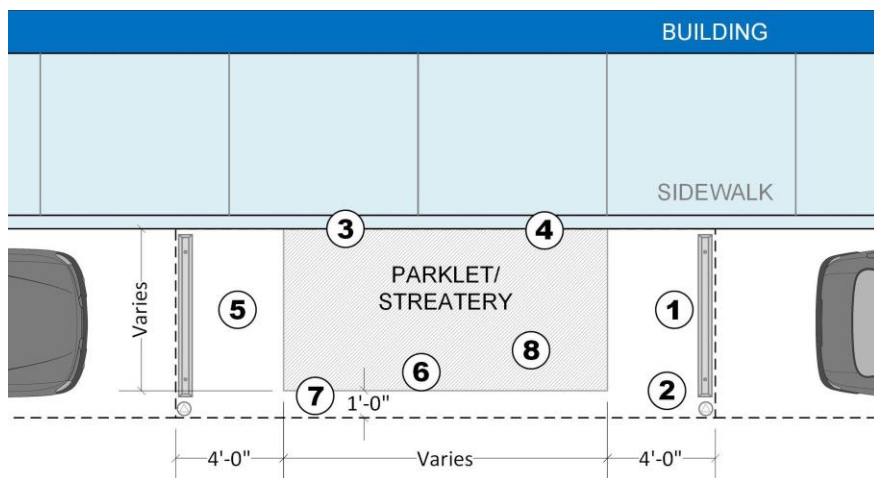 BUILDING
SIDEWALK
3
4
PARKLET/
STREATERY
Varies
5
1
8
6
2
7
1'-0"
4'-0"
Varies
4'-0"